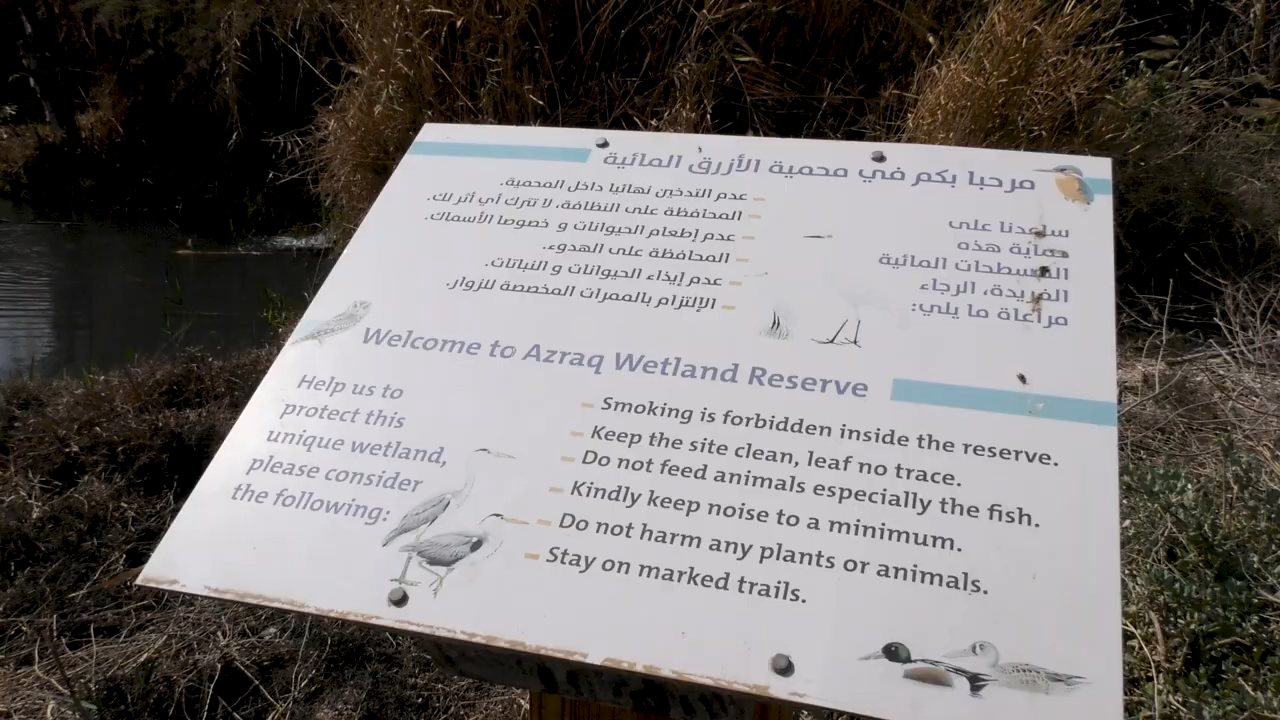 مرحبا بكم في محمية الأزرق المائية
ساعدنا على
حماية هذه
المسطحات المائية
الفريدة، الرجاء
مراعاة ما يلي:
عدم التدخين نهائيا داخل المحمية.
المحافظة على النظافة، لا تترك أي أثر لك.
عدم إطعام الحيوانات و خصوصا الأسماك.
المحافظة على الهدوء.
عدم إيذاء الحيوانات و النباتات.
الإلتزام بالممرات المخصصة للزوار.
Welcome to Azraq Wetland Reserve
Help us to
protect this
unique wetland,
please consider
the following:
Smoking is forbidden inside the reserve.
Keep the site clean, leaf no trace.
Do not feed animals especially the fish.
Kindly keep noise to a minimum.
Do not harm any plants or animals.
Stay on marked trails.